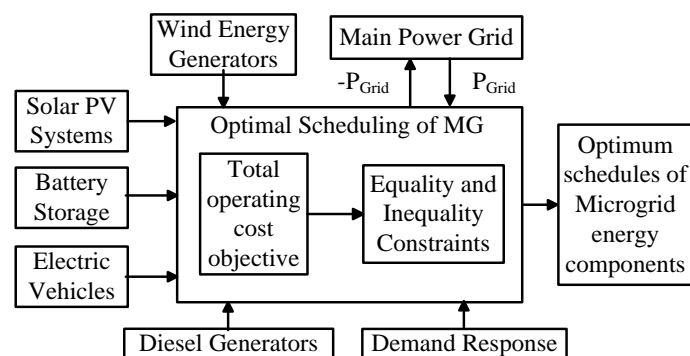 Wind Energy
Generators
Main Power Grid
-P_Grid
P_Grid
Solar PV
Systems
Optimal Scheduling of MG
Battery
Storage
Total
operating
cost
objective
Equality and
Inequality
Constraints
Optimum
schedules of
Microgrid
energy
components
Electric
Vehicles
Diesel Generators
Demand Response